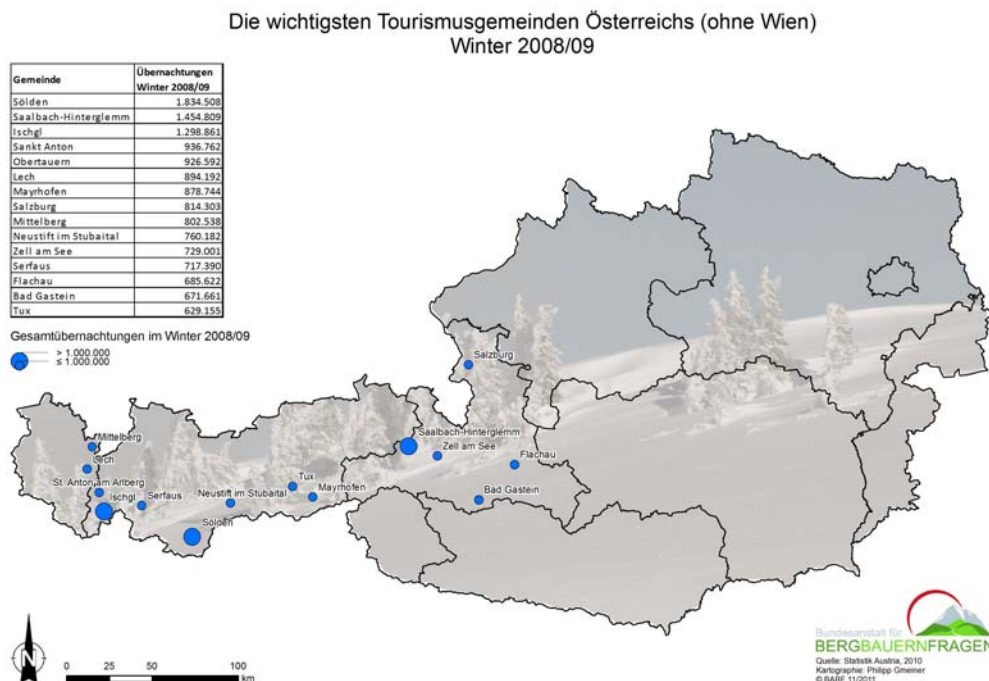 Die wichtigsten Tourismusgemeinden Österreichs (ohne Wien)
Winter 2008/09
Gemeinde Übernachtungen Winter 2008/09
Sölden 1.834.508
Saalbach-Hinterglemm 1.454.809
Ischgl 1.298.861
Sankt Anton 936.762
Obertauern 926.592
Lech 894.192
Mayrhofen 878.744
Salzburg 814.303
Mittelberg 802.538
Neustift im Stubaital 760.182
Zell am See 729.001
Serfaus 717.390
Flachau 685.622
Bad Gastein 671.661
Tux 629.155
Gesamtübernachtungen im Winter 2008/09
> 1.000.000
≤ 1.000.000
Salzburg
Saalbach-Hinterglemm
Zell am See
Flachau
Bad Gastein
Mittelberg
Lech
St. Anton am Arlberg
Ischgl
Serfaus
Neustift im Stubaital
Tux
Mayrhofen
Sölden
N
0 25 50 100
km
Bundesanstalt für
BERGBAUERNFRAGEN
Quelle: Statistik Austria, 2010
Kartographie: Philipp Gmeiner
© BABF 11/2011